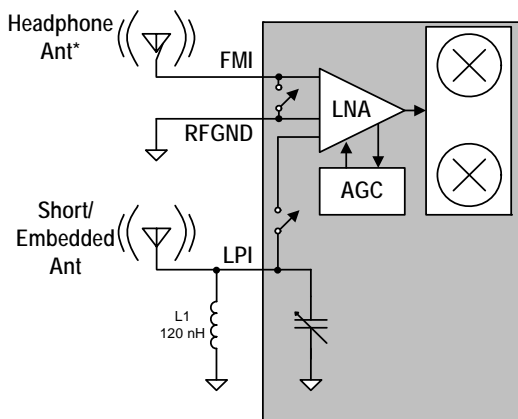 Headphone
Ant*
FMI
LNA
RFGND
AGC
Short/
Embedded
Ant
LPI
L1
120 nH